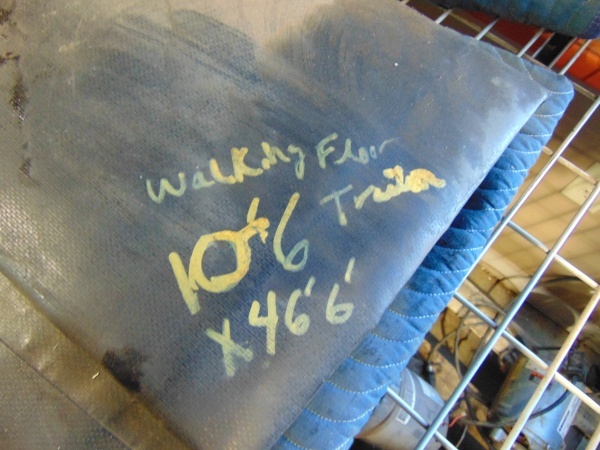 Walking Floor
Trailer
10'6
x 46'6'